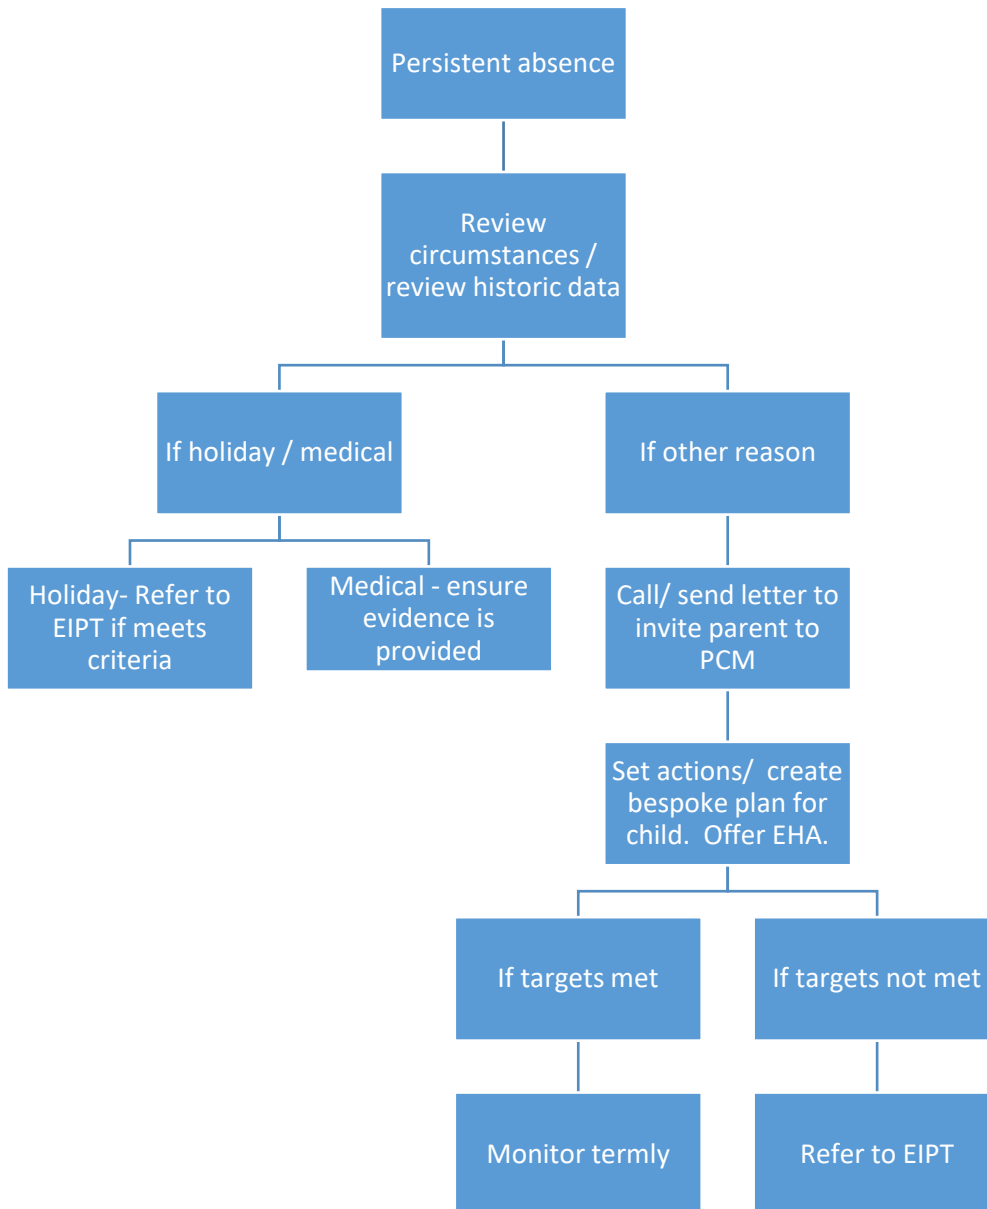 Persistent absence
Review
circumstances /
review historic data
If holiday / medical
If other reason
Holiday- Refer to
EIPT if meets
criteria
Medical - ensure
evidence is
provided
Call/ send letter to
invite parent to
PCM
Set actions/  create
bespoke plan for
child.  Offer EHA.
If targets met
If targets not met
Monitor termly
Refer to EIPT